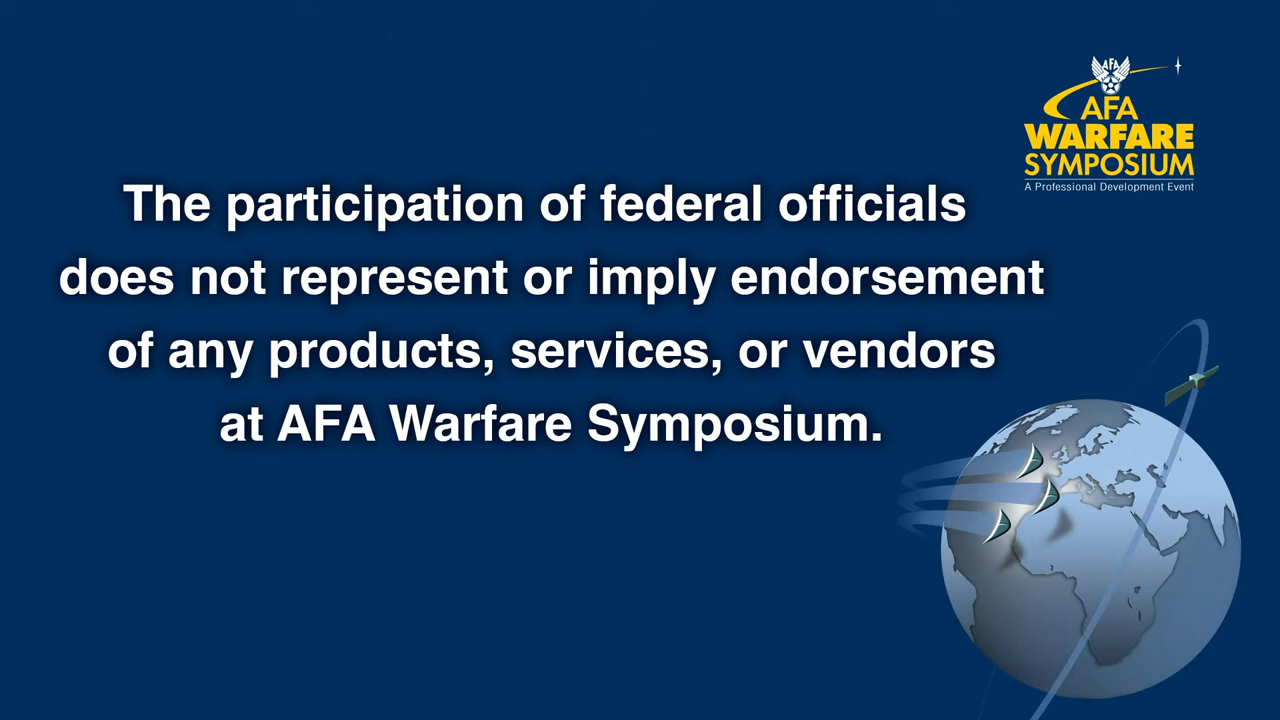 AFA
AFA
WARFARE
SYMPOSIUM
A Professional Development Event
The participation of federal officials
does not represent or imply endorsement
of any products, services, or vendors
at AFA Warfare Symposium.